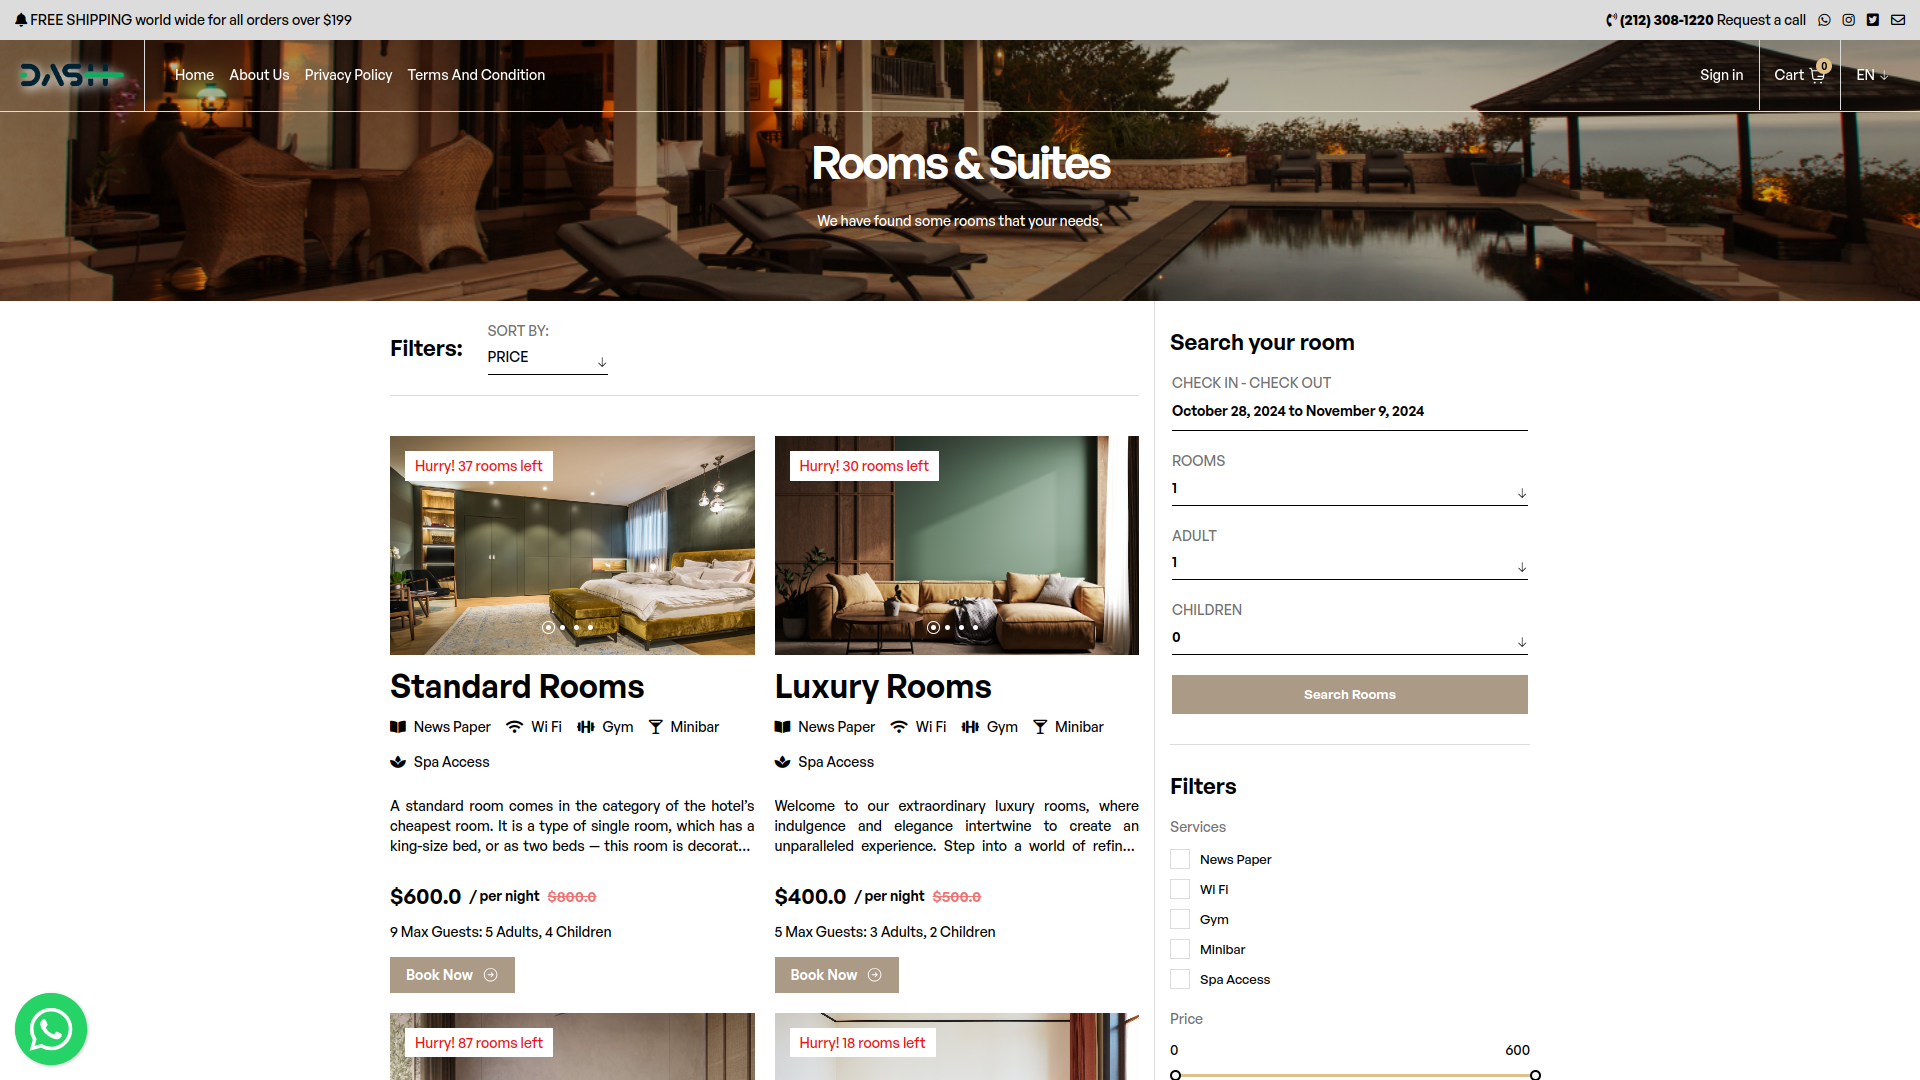 FREE SHIPPING world wide for all orders over $199
(212) 308-1220 Request a call
DASH
Home
About Us
Privacy Policy
Terms And Condition
Sign in
Cart
0
EN
Rooms & Suites
We have found some rooms that your needs.
Filters:
SORT BY:
PRICE
Hurry! 37 rooms left
Standard Rooms
News Paper
Wi Fi
Gym
Minibar
Spa Access
A standard room comes in the category of the hotel's
cheapest room. It is a type of single room, which has a
king-size bed, or as two beds — this room is decorat...
$600.0 / per night $800.0
9 Max Guests: 5 Adults, 4 Children
Book Now
Hurry! 30 rooms left
Luxury Rooms
News Paper
Wi Fi
Gym
Minibar
Spa Access
Welcome to our extraordinary luxury rooms, where
indulgence and elegance intertwine to create an
unparalleled experience. Step into a world of refin...
$400.0 / per night $500.0
5 Max Guests: 3 Adults, 2 Children
Book Now
Hurry! 87 rooms left
Hurry! 18 rooms left
Search your room
CHECK IN - CHECK OUT
October 28, 2024 to November 9, 2024
ROOMS
1
ADULT
1
CHILDREN
0
Search Rooms
Filters
Services
News Paper
Wi Fi
Gym
Minibar
Spa Access
Price
0
600